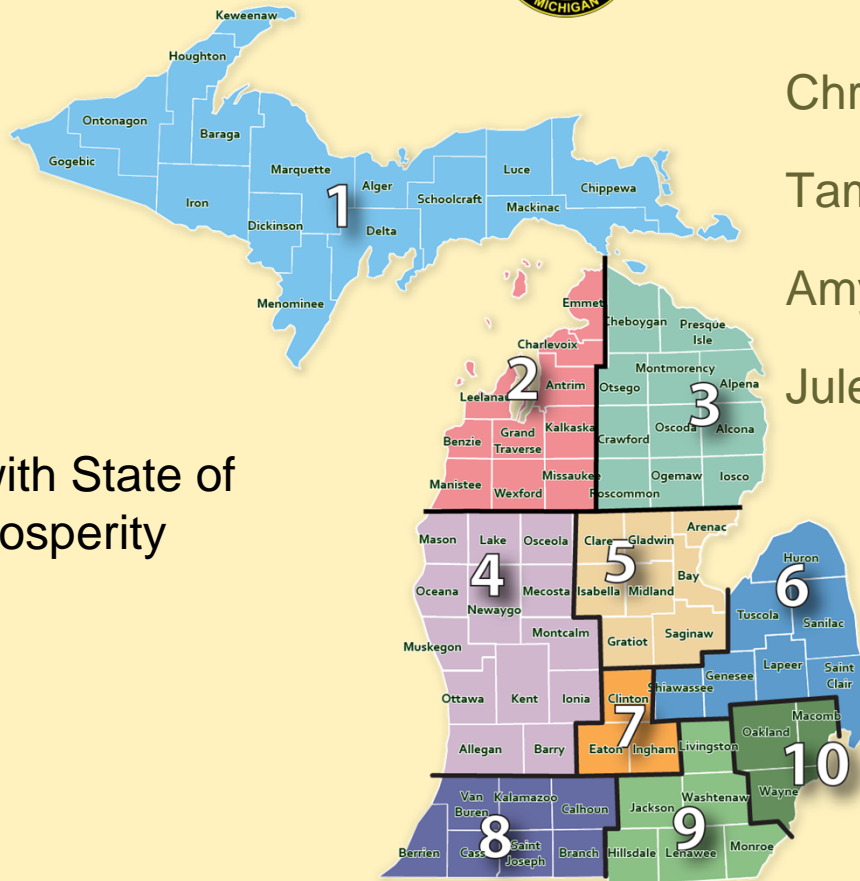 MICHIGAN
Keweenaw
Houghton
Ontonagon
Baraga
Gogebic
Marquette
Luce
Alger
Chippewa
Iron
Schoolcraft
1
Mackinac
Dickinson
Delta
Menominee
Chr
Tam
Amy
Jule
Emmet
Cheboygan
Presque
Isle
Charlevoix
2
Montmorency
Antrim
Otsego
Alpena
Leelanau
3
Kalkaska
Grand
Traverse
Benzie
Crawford
Oscoda
Alcona
Missaukee
Manistee
Wexford
Roscommon
Ogemaw
Iosco
with State of
osperity
Mason
Lake
Osceola
Clare
Gladwin
Arenac
4
5
Huron
6
Oceana
Mecosta
Isabella
Midland
Bay
Newaygo
Tuscola
Sanilac
Montcalm
Gratiot
Saginaw
Muskegon
Lapeer
Saint
Clair
Genesee
Shiawassee
Ottawa
Kent
Ionia
Clinton
7
Macomb
Oakland
Allegan
Barry
Eaton
Ingham
Livingston
10
Van
Buren
Kalamazoo
Calhoun
Jackson
Washtenaw
Wayne
8
9
Berrien
Cass
Saint
Joseph
Branch
Hillsdale
Lenawee
Monroe